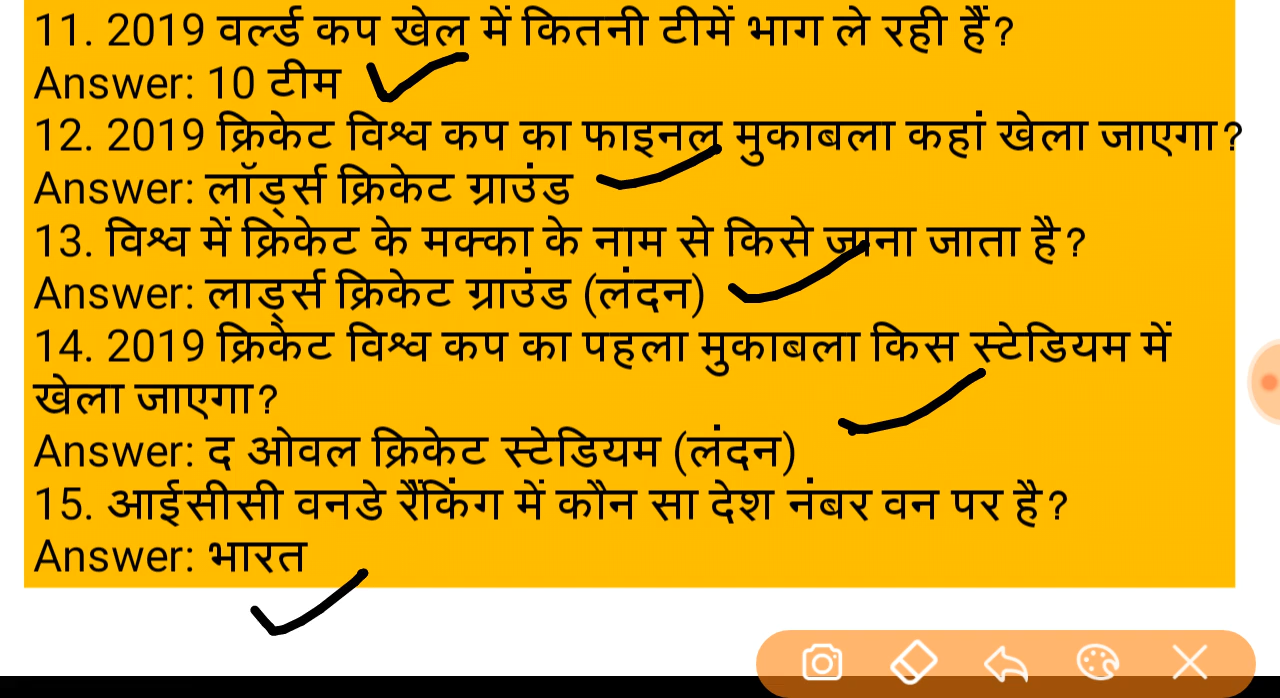 11. 2019 वर्ल्ड कप खेल में कितनी टीमें भाग ले रही हैं?
Answer: 10 टीम
12. 2019 क्रिकेट विश्व कप का फाइनल मुकाबला कहां खेला जाएगा?
Answer: लॉर्ड्स क्रिकेट ग्राउंड
13. विश्व में क्रिकेट के मक्का के नाम से किसे जाना जाता है?
Answer: लार्ड्स क्रिकेट ग्राउंड (लंदन)
14. 2019 क्रिकेट विश्व कप का पहला मुकाबला किस स्टेडियम में
खेला जाएगा?
Answer: द ओवल क्रिकेट स्टेडियम (लंदन)
15. आईसीसी वनडे रैंकिंग में कौन सा देश नंबर वन पर है?
Answer: भारत